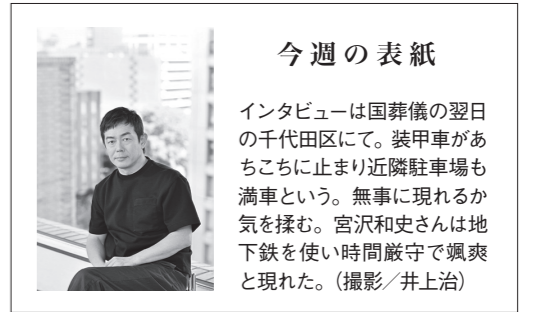 今週の表紙
インタビューは国葬儀の翌日
の千代田区にて。装甲車があ
ちこちに止まり近隣駐車場も
満車という。無事に現れるか
気を揉む。宮沢和史さんは地
下鉄を使い時間厳守で颯爽
と現れた。（撮影／井上治）